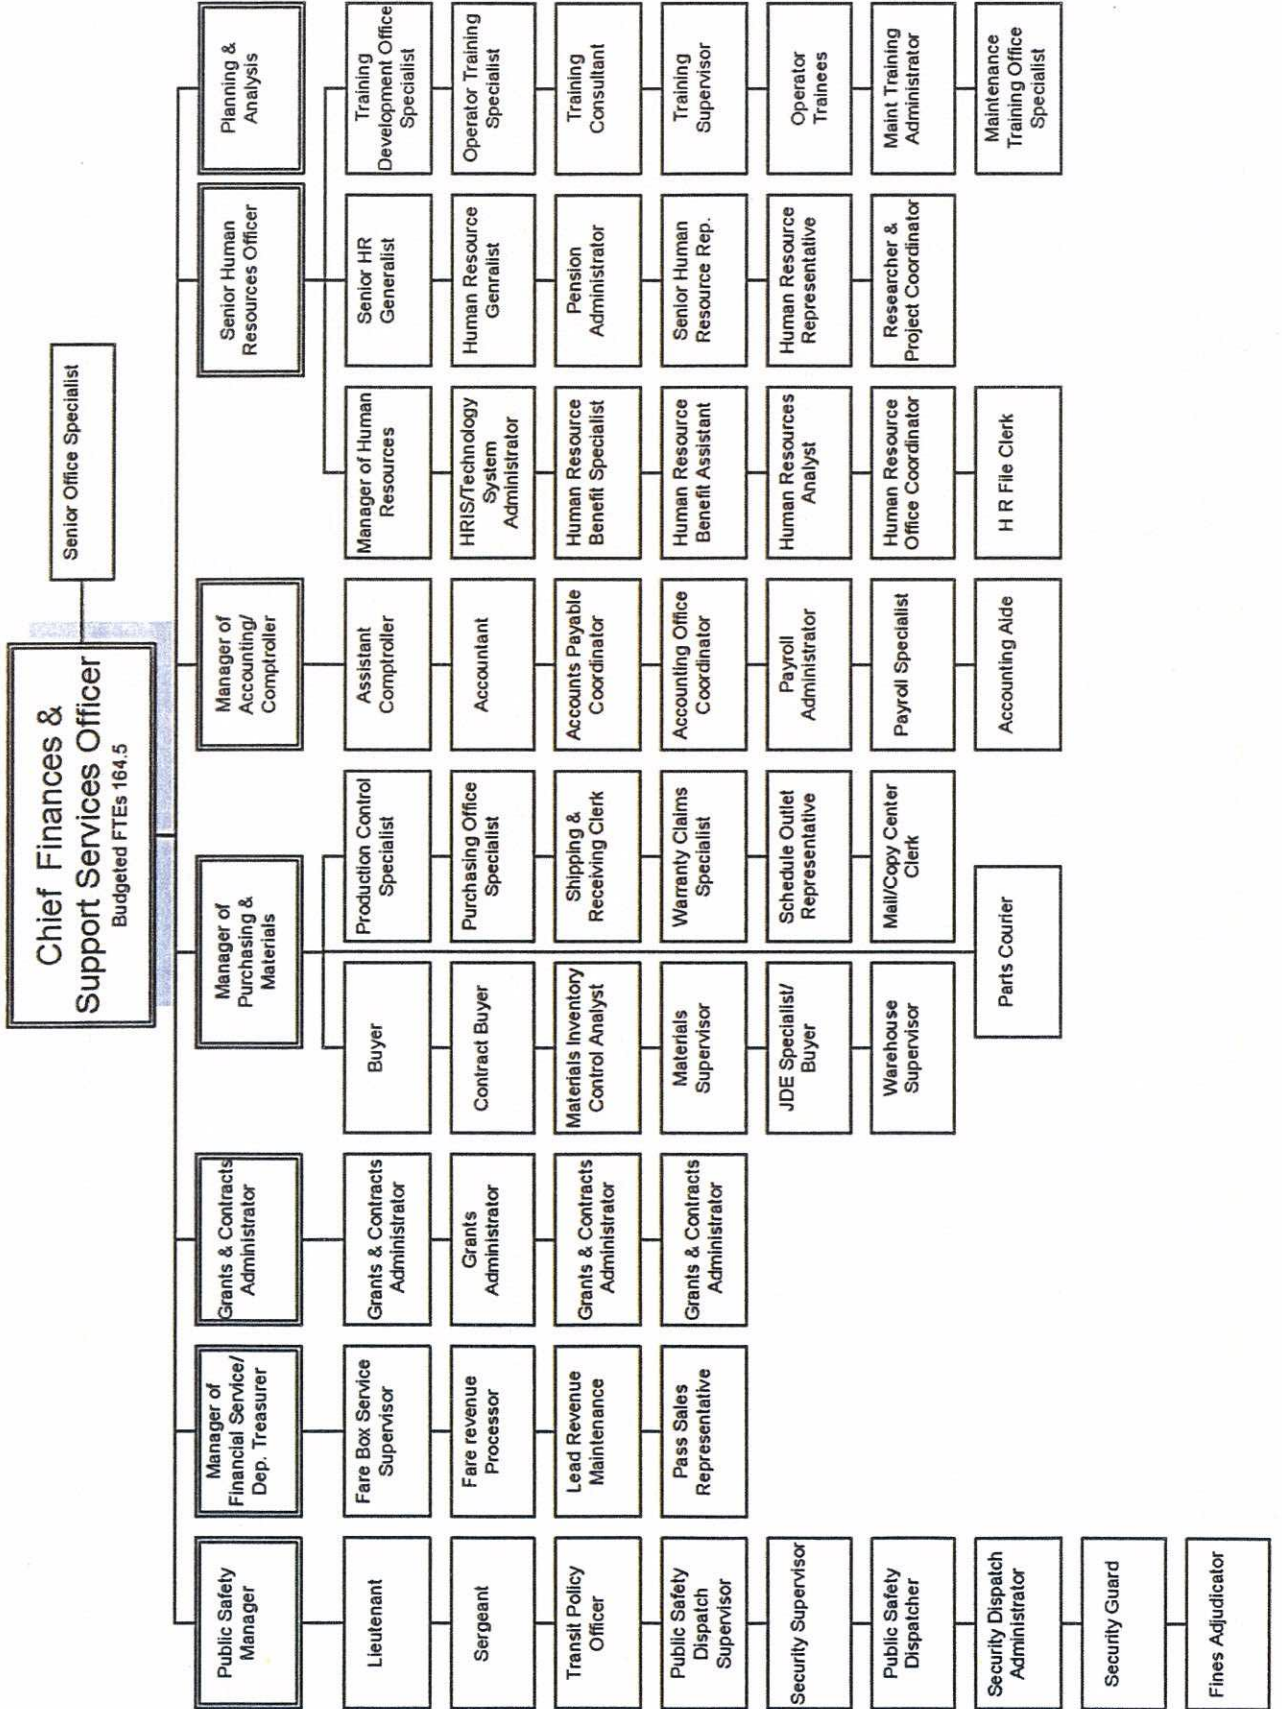 Chief Finances &
Support Services Officer
Budgeted FTEs 164.5
Senior Office Specialist
Public Safety
Manager
Lieutenant
Sergeant
Transit Policy
Officer
Public Safety
Dispatch
Supervisor
Security Supervisor
Public Safety
Dispatcher
Security Dispatch
Administrator
Security Guard
Fines Adjudicator
Manager of
Financial Service/
Dep. Treasurer
Fare Box Service
Supervisor
Fare revenue
Processor
Lead Revenue
Maintenance
Pass Sales
Representative
Grants & Contracts
Administrator
Grants & Contracts
Administrator
Grants
Administrator
Grants & Contracts
Administrator
Grants & Contracts
Administrator
Manager of
Purchasing &
Materials
Buyer
Contract Buyer
Materials Inventory
Control Analyst
Materials
Supervisor
JDE Specialist/
Buyer
Warehouse
Supervisor
Production Control
Specialist
Purchasing Office
Specialist
Shipping &
Receiving Clerk
Warranty Claims
Specialist
Schedule Outlet
Representative
Mail/Copy Center
Clerk
Parts Courier
Manager of
Accounting/
Comptroller
Assistant
Comptroller
Accountant
Accounts Payable
Coordinator
Accounting Office
Coordinator
Payroll
Administrator
Payroll Specialist
Accounting Aide
Senior Human
Resources Officer
Manager of Human
Resources
HRIS/Technology
System
Administrator
Human Resource
Benefit Specialist
Human Resource
Benefit Assistant
Human Resources
Analyst
Human Resource
Office Coordinator
H R File Clerk
Senior HR
Generalist
Human Resource
Genralist
Pension
Administrator
Senior Human
Resource Rep.
Human Resource
Representative
Researcher &
Project Coordinator
Training
Development Office
Specialist
Operator Training
Specialist
Training
Consultant
Training
Supervisor
Operator
Trainees
Maint Training
Administrator
Maintenance
Training Office
Specialist
Planning &
Analysis